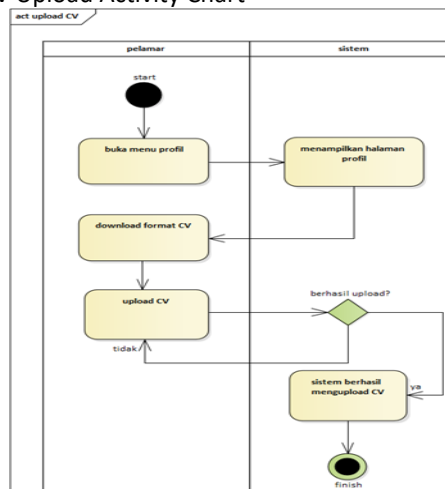 Upload Activity Chart
act upload CV
pelamar
sistem
start
buka menu profil
menampilkan halaman
profil
download format CV
upload CV
berhasil upload?
tidak
ya
sistem berhasil
mengupload CV
finish